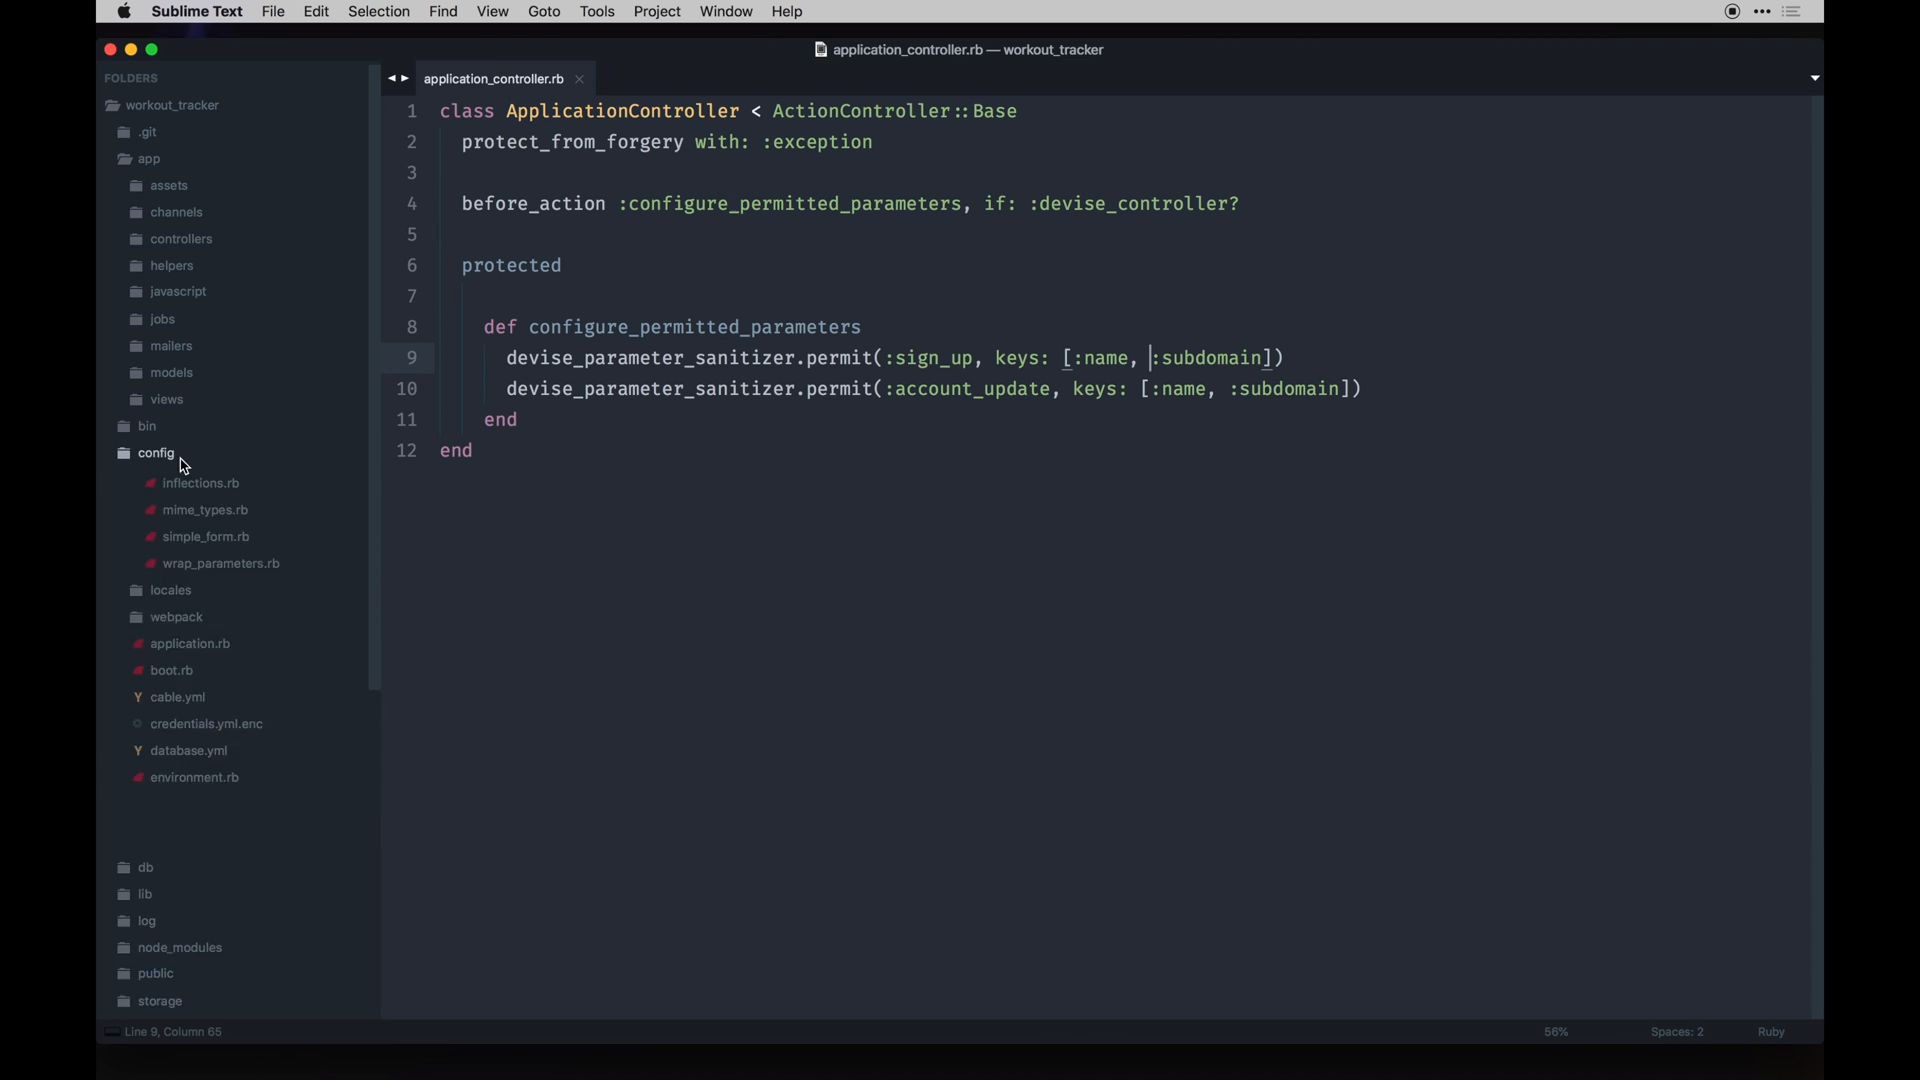 Sublime Text File Edit Selection Find View Goto Tools Project Window Help
application_controller.rb — workout_tracker
FOLDERS
workout_tracker
.git
app
assets
channels
controllers
helpers
javascript
jobs
mailers
models
views
bin
config
inflections.rb
mime_types.rb
simple_form.rb
wrap_parameters.rb
locales
webpack
application.rb
boot.rb
Y cable.yml
credentials.yml.enc
Y database.yml
environment.rb
db
lib
log
node_modules
public
storage
application_controller.rb
1 class ApplicationController < ActionController::Base
2 protect_from_forgery with: :exception
3
4 before_action :configure_permitted_parameters, if: :devise_controller?
5
6 protected
7
8 def configure_permitted_parameters
9 devise_parameter_sanitizer.permit(:sign_up, keys: [:name, :subdomain])
10 devise_parameter_sanitizer.permit(:account_update, keys: [:name, :subdomain])
11 end
12 end
Line 9, Column 65 56% Spaces: 2 Ruby